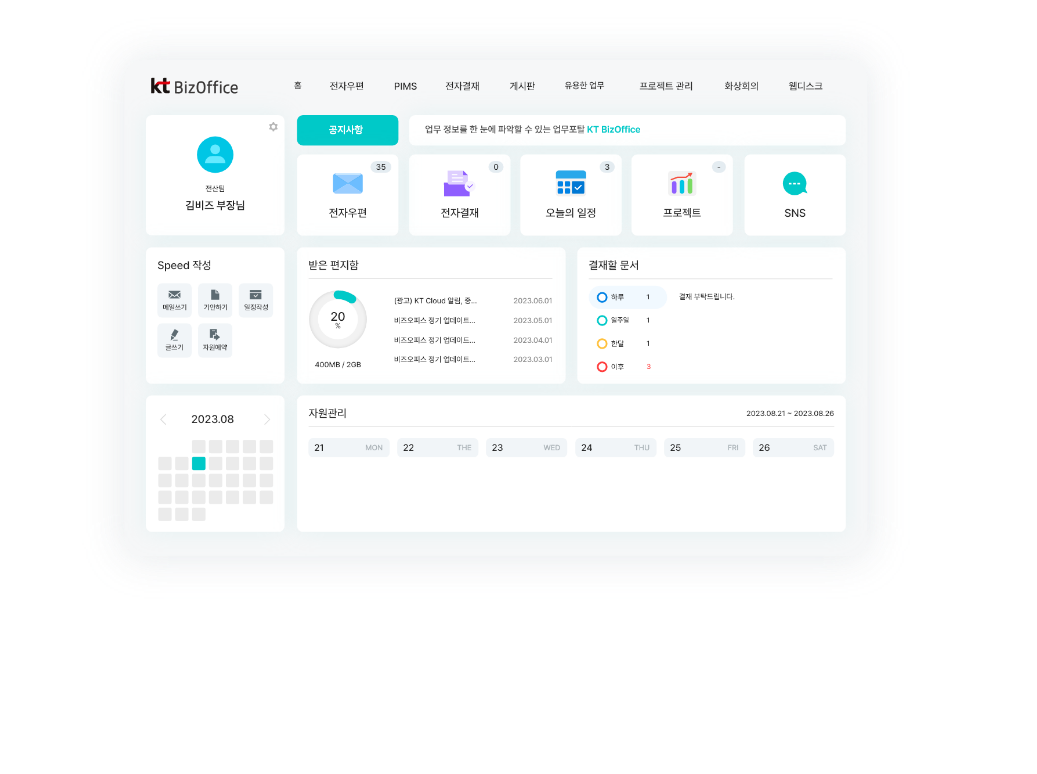 kt BizOffice
홈 전자우편 PIMS 전자결재 게시판 유용한 업무 프로젝트 관리 화상회의 웹디스크
전산팀
김비즈 부장님
공지사항
업무 정보를 한 눈에 파악할 수 있는 업무포탈 KT BizOffice
35
전자우편
0
전자결재
3
오늘의 일정
-
프로젝트
SNS
Speed 작성
메일쓰기 기안하기 일정작성
글쓰기 자원예약
받은 편지함
20
%
400MB / 2GB
(광고) KT Cloud 알림, 중... 2023.06.01
비즈오피스 정기 업데이트... 2023.05.01
비즈오피스 정기 업데이트... 2023.04.01
비즈오피스 정기 업데이트... 2023.03.01
결재할 문서
하루 1 결재 부탁드립니다.
일주일 1
한달 1
이후 3
2023.08
자원관리 2023.08.21 ~ 2023.08.26
21 MON 22 THE 23 WED 24 THU 25 FRI 26 SAT